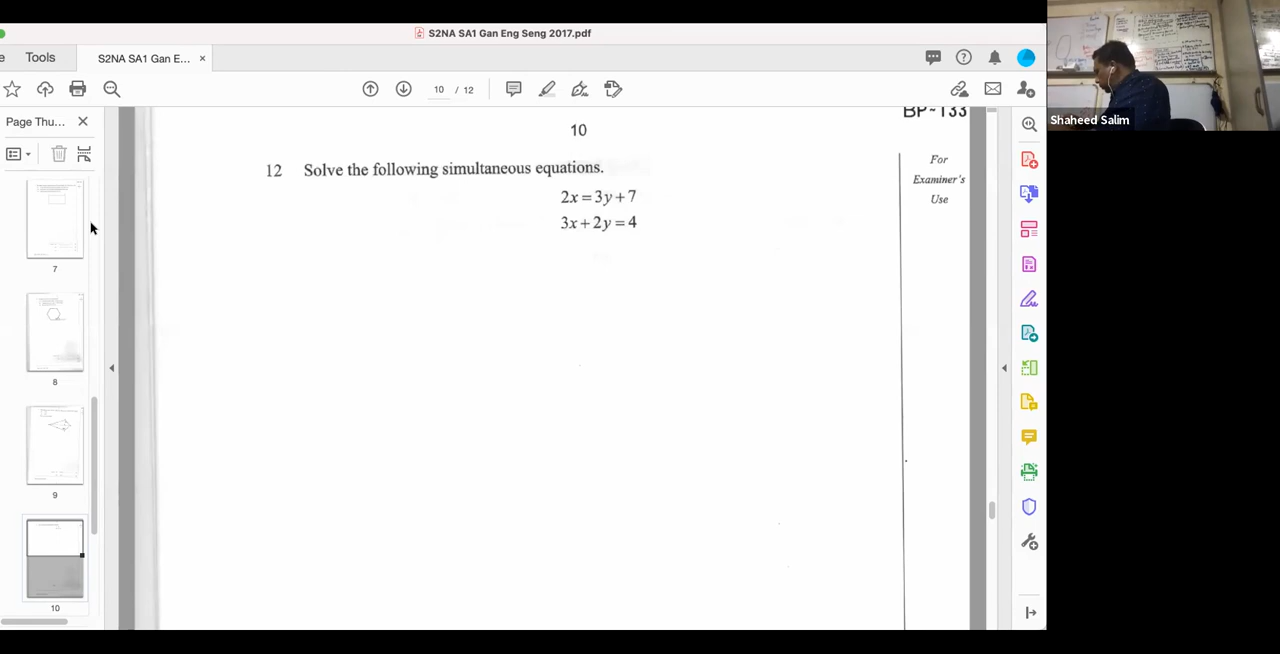 S2NA SA1 Gan Eng Seng 2017.pdf
e Tools S2NA SA1 Gan E... ×
10 / 12
Page Thu... ×
7
8
9
10
BP~133
10
For
Examiner's
Use
12 Solve the following simultaneous equations.
2x = 3y + 7
3x + 2y = 4
Shaheed Salim